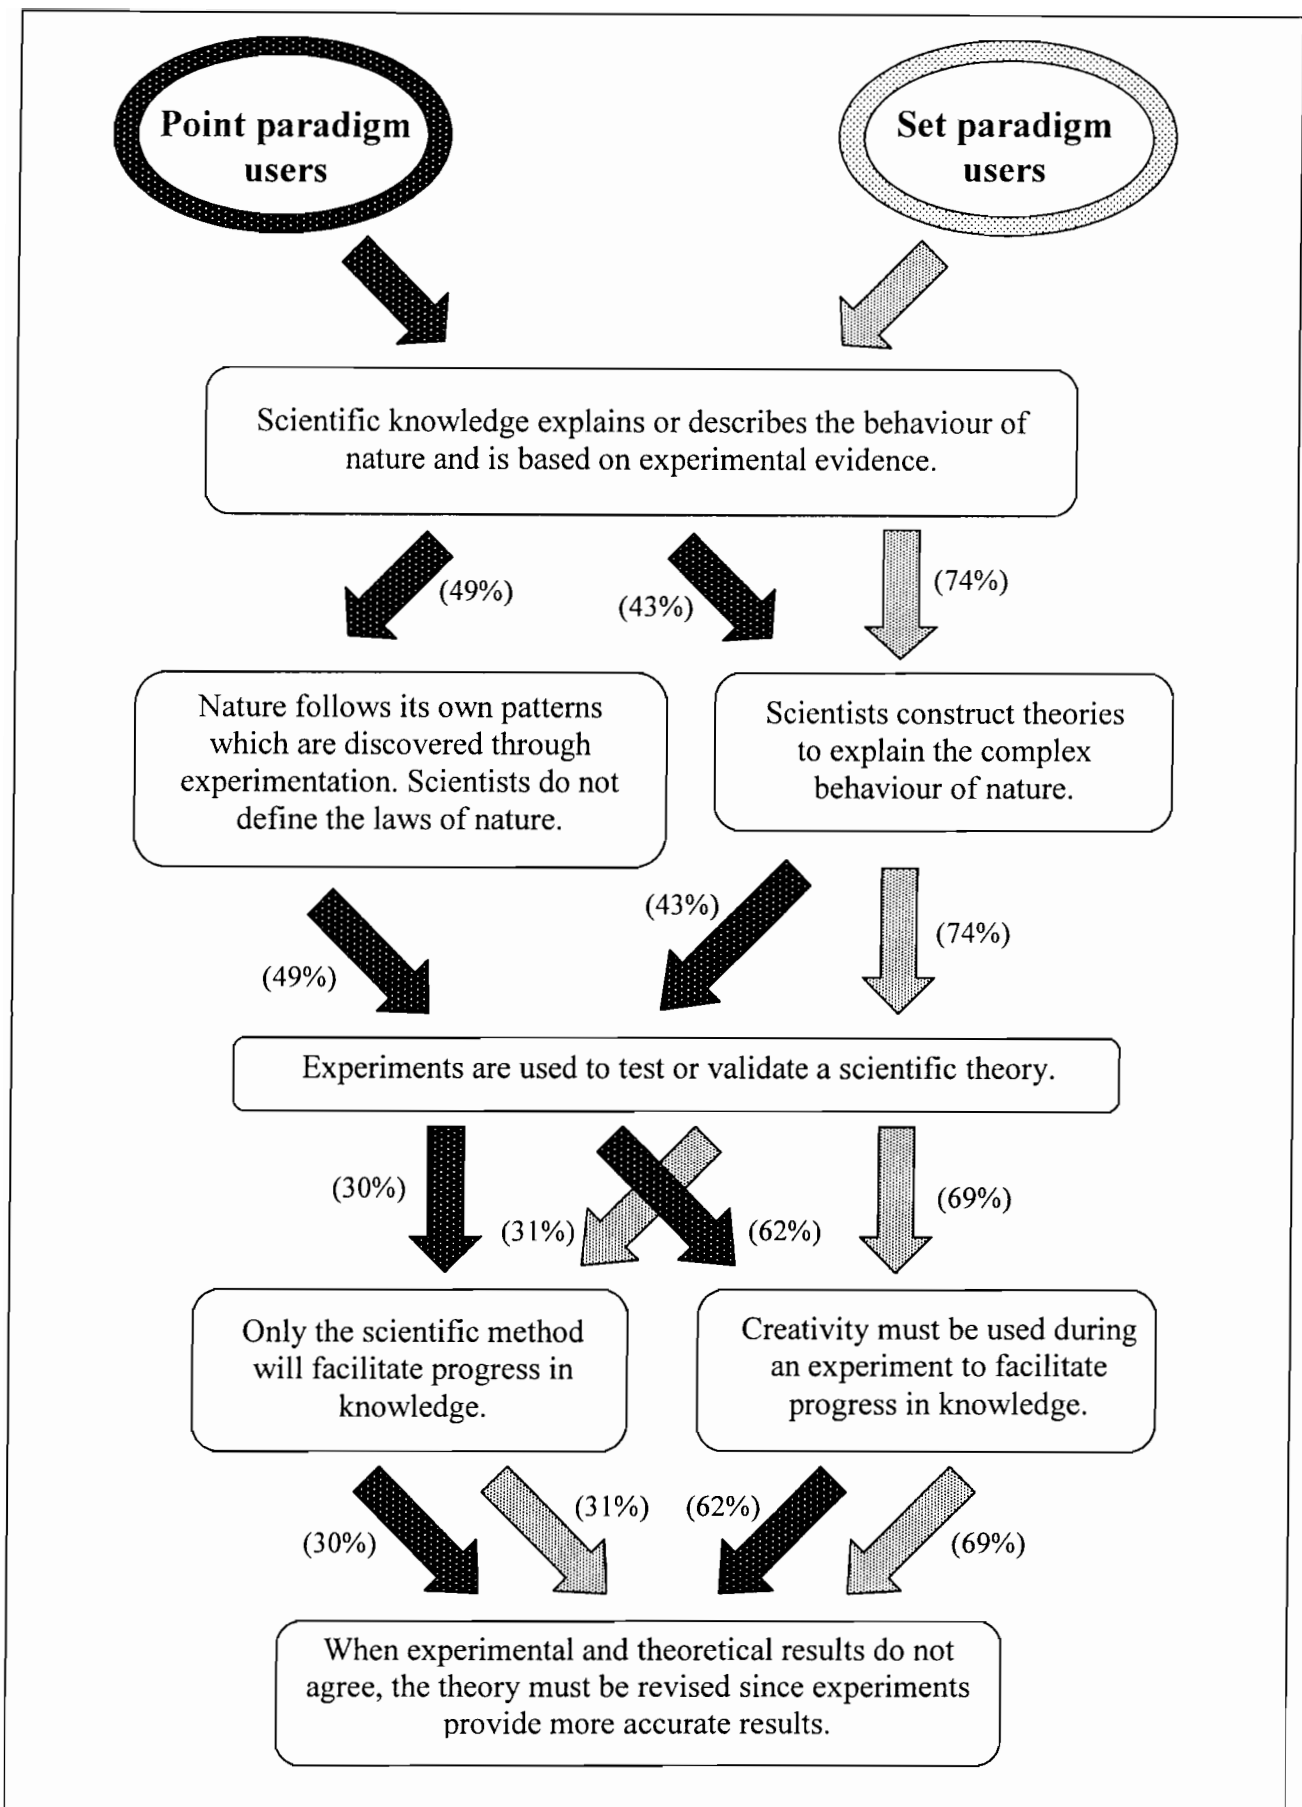 Point paradigm
users
Set paradigm
users
Scientific knowledge explains or describes the behaviour of
nature and is based on experimental evidence.
(49%)
(43%)
(74%)
Nature follows its own patterns
which are discovered through
experimentation. Scientists do not
define the laws of nature.
Scientists construct theories
to explain the complex
behaviour of nature.
(49%)
(43%)
(74%)
Experiments are used to test or validate a scientific theory.
(30%)
(31%)
(62%)
(69%)
Only the scientific method
will facilitate progress in
knowledge.
Creativity must be used during
an experiment to facilitate
progress in knowledge.
(30%)
(31%)
(62%)
(69%)
When experimental and theoretical results do not
agree, the theory must be revised since experiments
provide more accurate results.